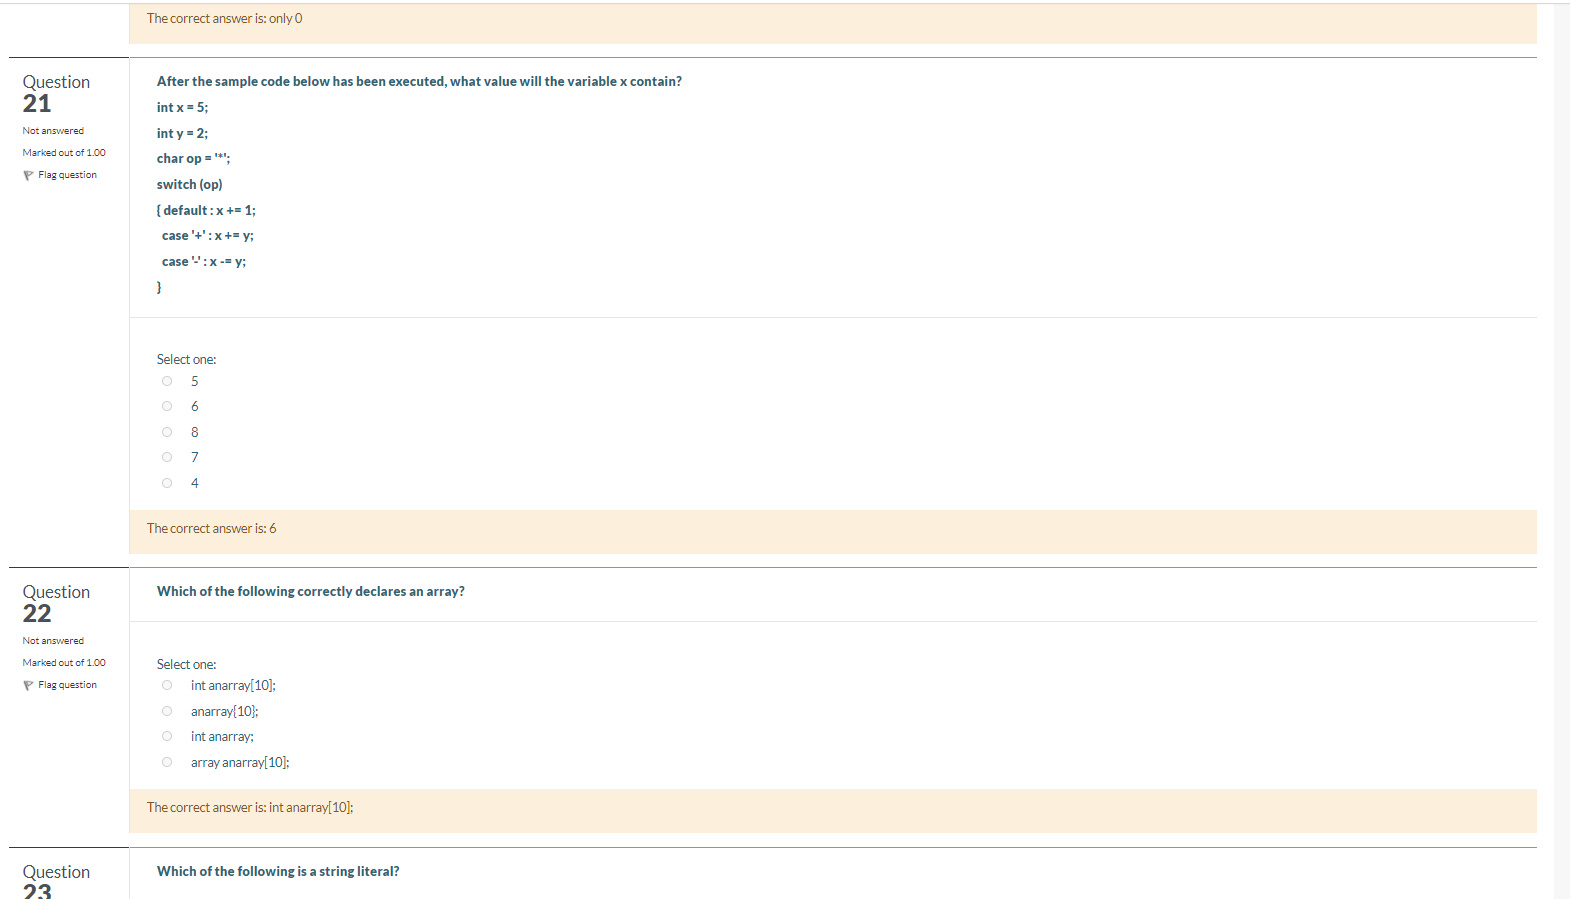 The correct answer is: only 0
Question
21
Not answered
Marked out of 1.00
Flag question
After the sample code below has been executed, what value will the variable x contain?
int x = 5;
int y = 2;
char op = '*';
switch (op)
{ default : x += 1;
case '+' : x += y;
case '-' : x -= y;
}
Select one:
5
6
8
7
4
The correct answer is: 6
Question
22
Not answered
Marked out of 1.00
Flag question
Which of the following correctly declares an array?
Select one:
int anarray[10];
anarray{10};
int anarray;
array anarray[10];
The correct answer is: int anarray[10];
Question
23
Which of the following is a string literal?